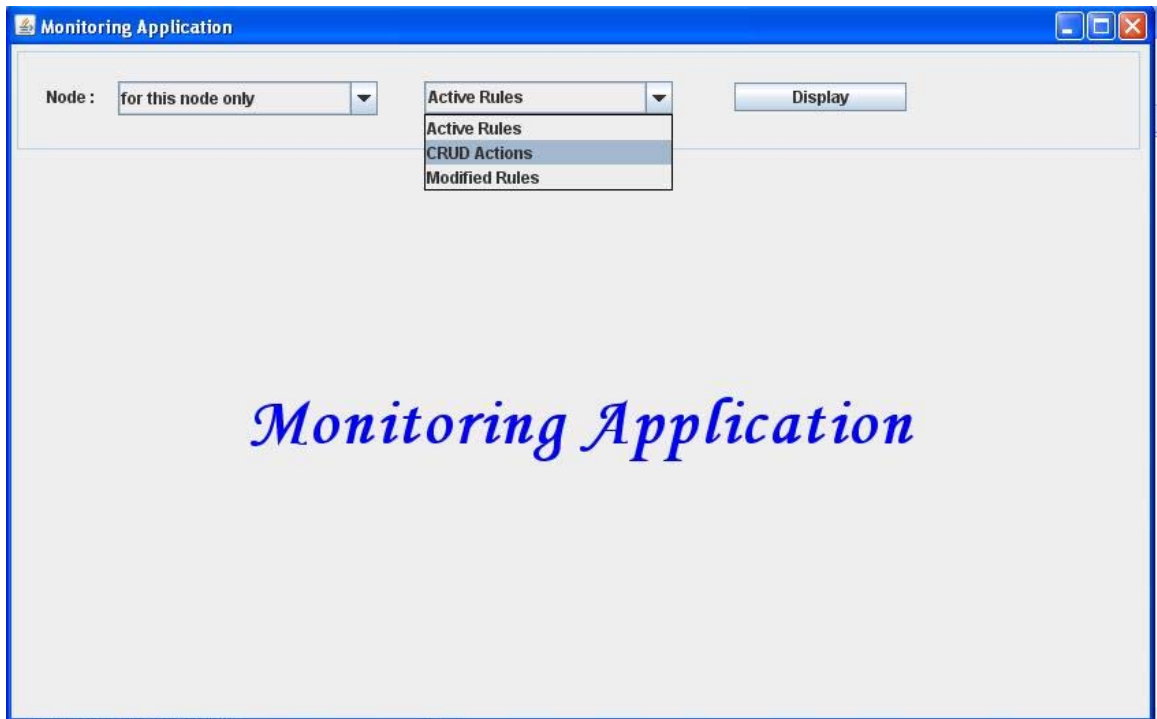 Monitoring Application
Node : for this node only Active Rules Display
Active Rules
CRUD Actions
Modified Rules
Monitoring Application